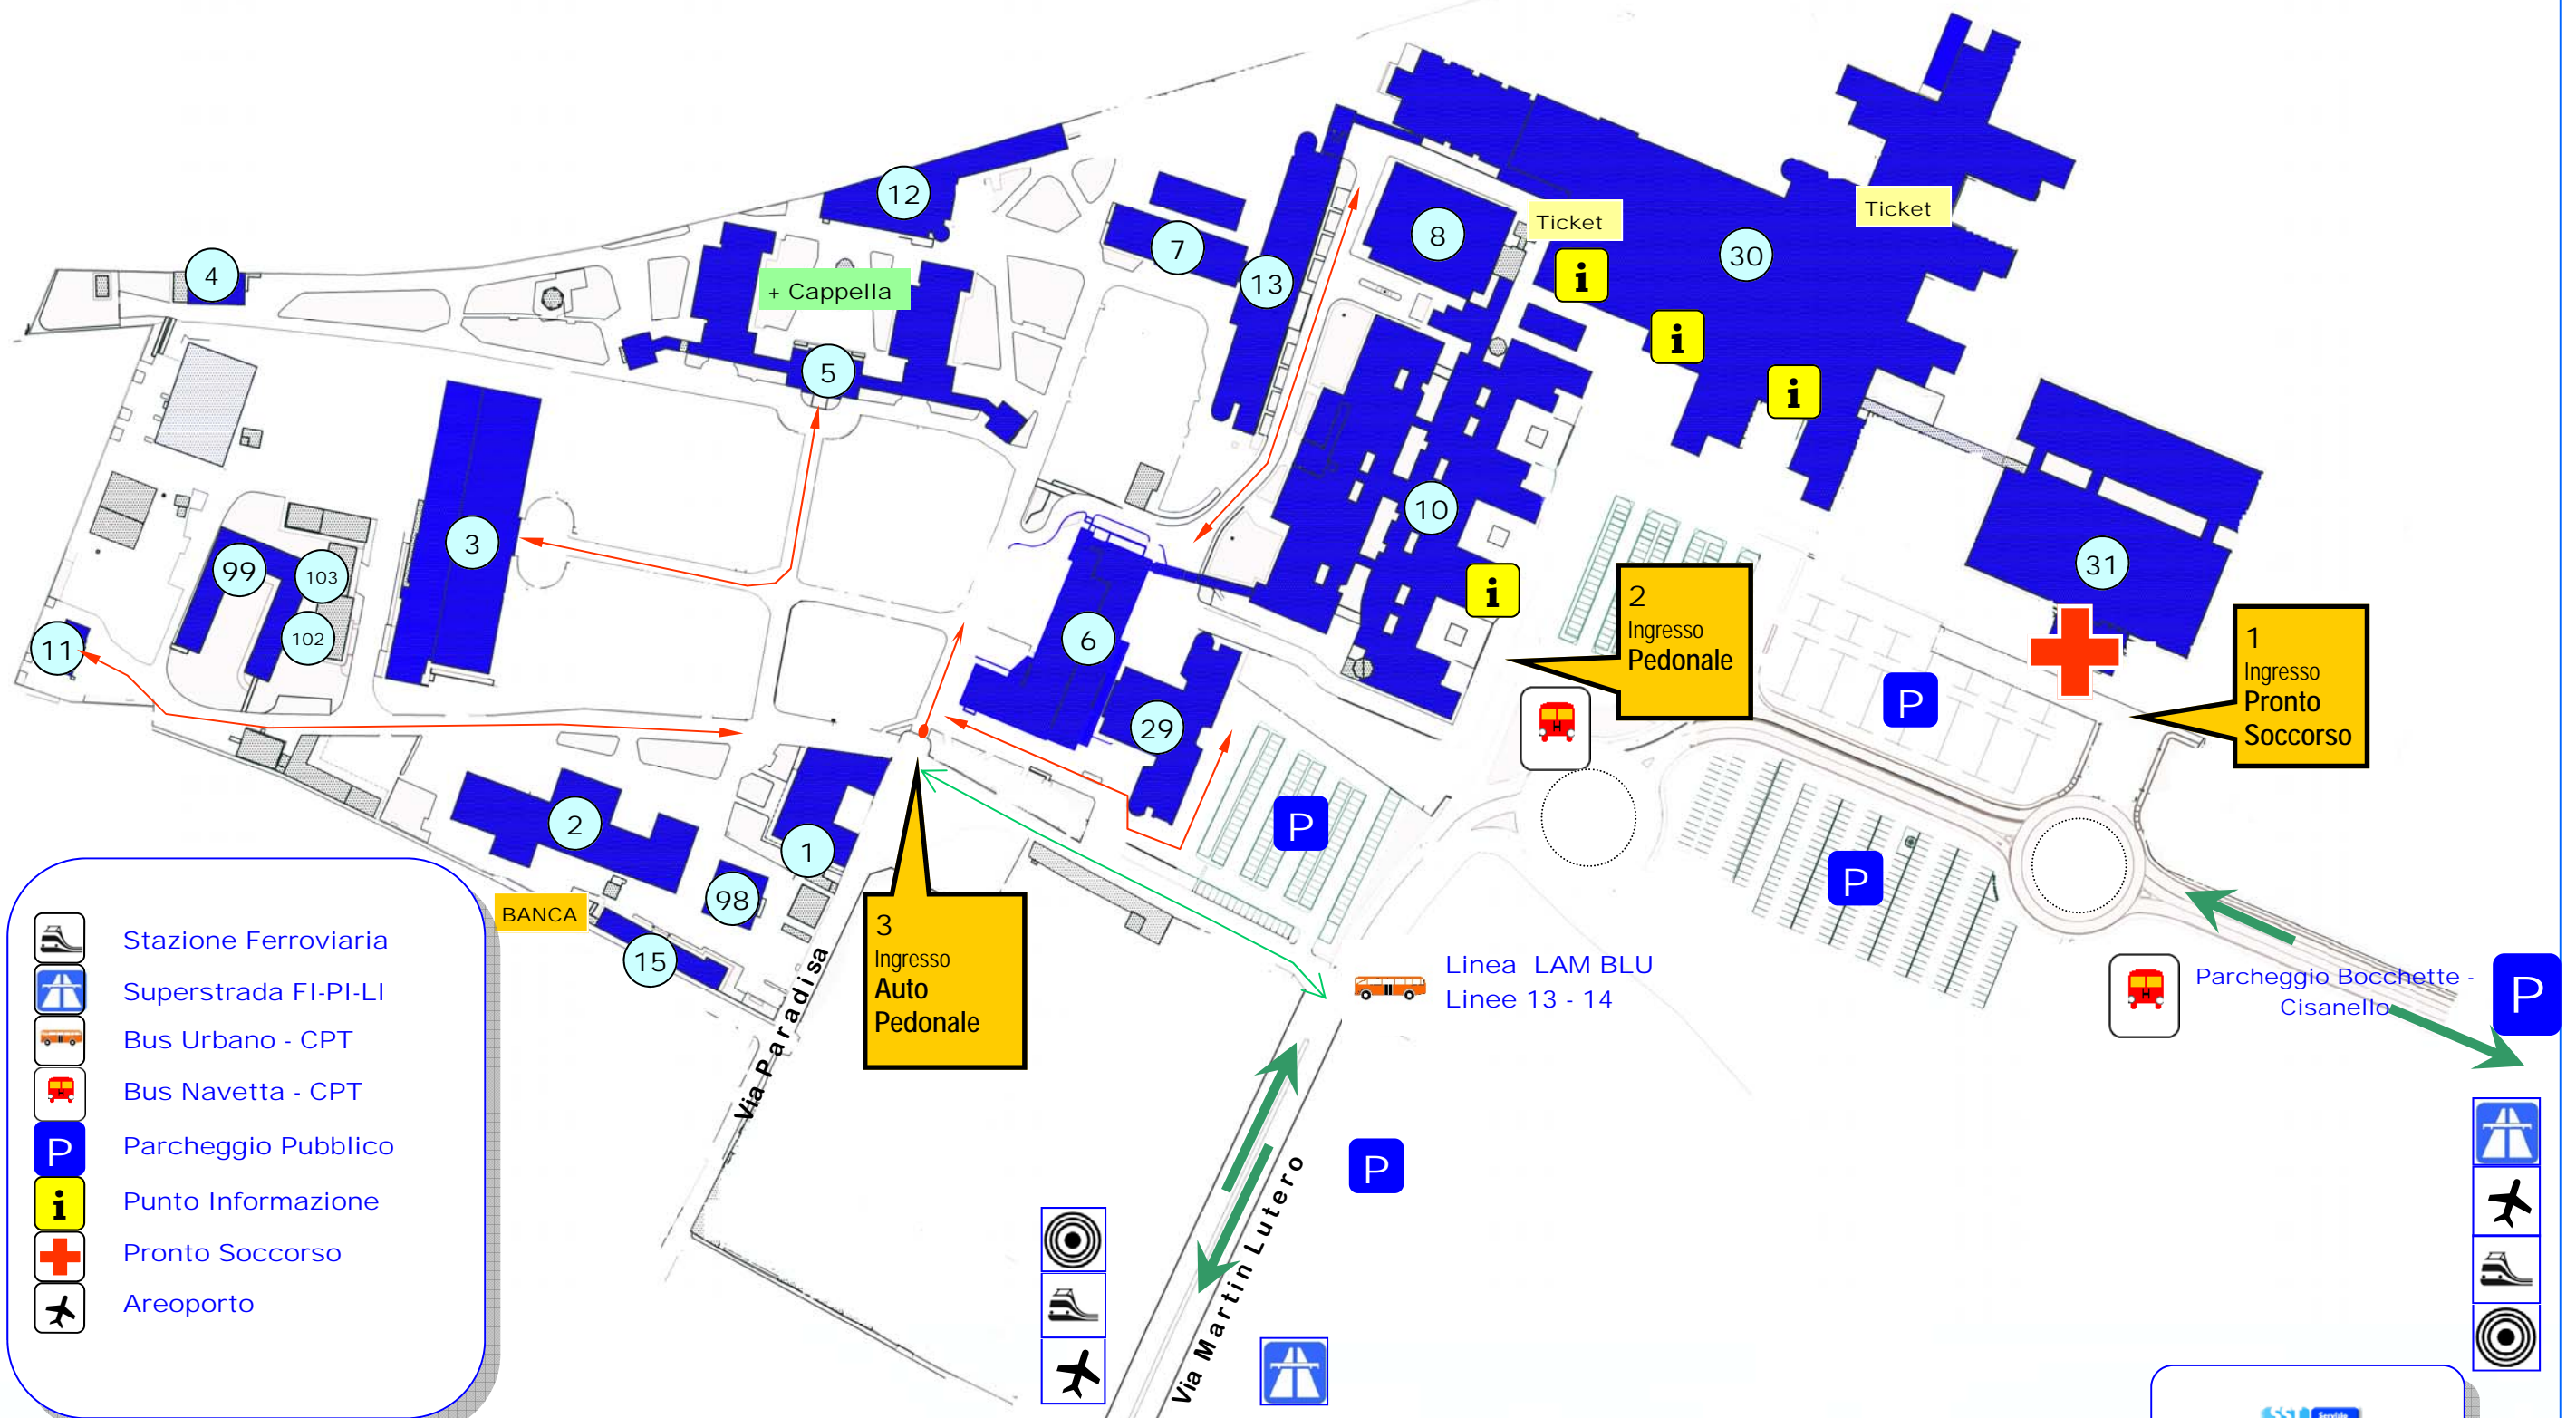 12
4
7
13
8
Ticket
Ticket
30
+ Cappella
5
3
10
99
103
102
11
6
29
31
2
Ingresso
Pedonale
1
Ingresso
Pronto
Soccorso
P
P
P
2
1
98
15
BANCA
3
Ingresso
Auto
Pedonale
Via Paradisa
Linea LAM BLU
Linee 13 - 14
Parcheggio Bocchette -
Cisanello
P
P
Via Martin Lutero
i
i
i
i
H
H
Stazione Ferroviaria
Superstrada FI-PI-LI
Bus Urbano - CPT
Bus Navetta - CPT
P Parcheggio Pubblico
i Punto Informazione
Pronto Soccorso
Areoporto